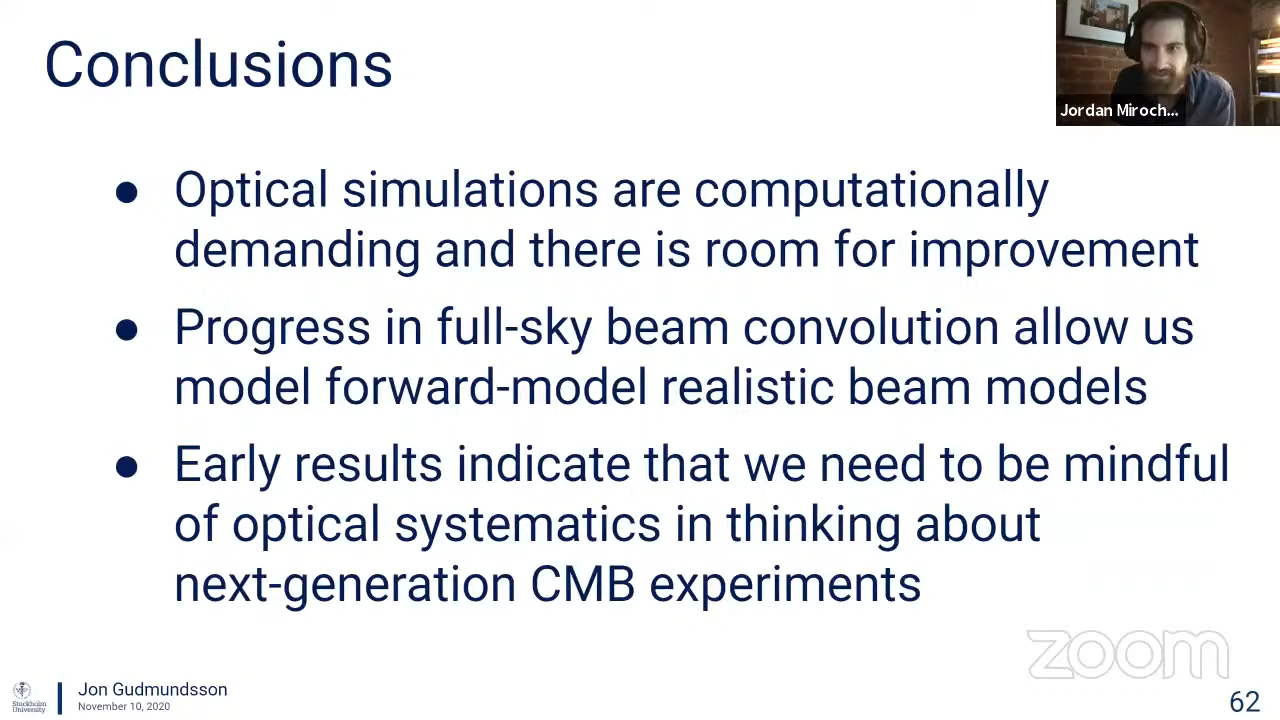 Conclusions
Jordan Miroch...
● Optical simulations are computationally
demanding and there is room for improvement
● Progress in full-sky beam convolution allow us
model forward-model realistic beam models
● Early results indicate that we need to be mindful
of optical systematics in thinking about
next-generation CMB experiments
zoom
Stockholm
University
Jon Gudmundsson
November 10, 2020
62